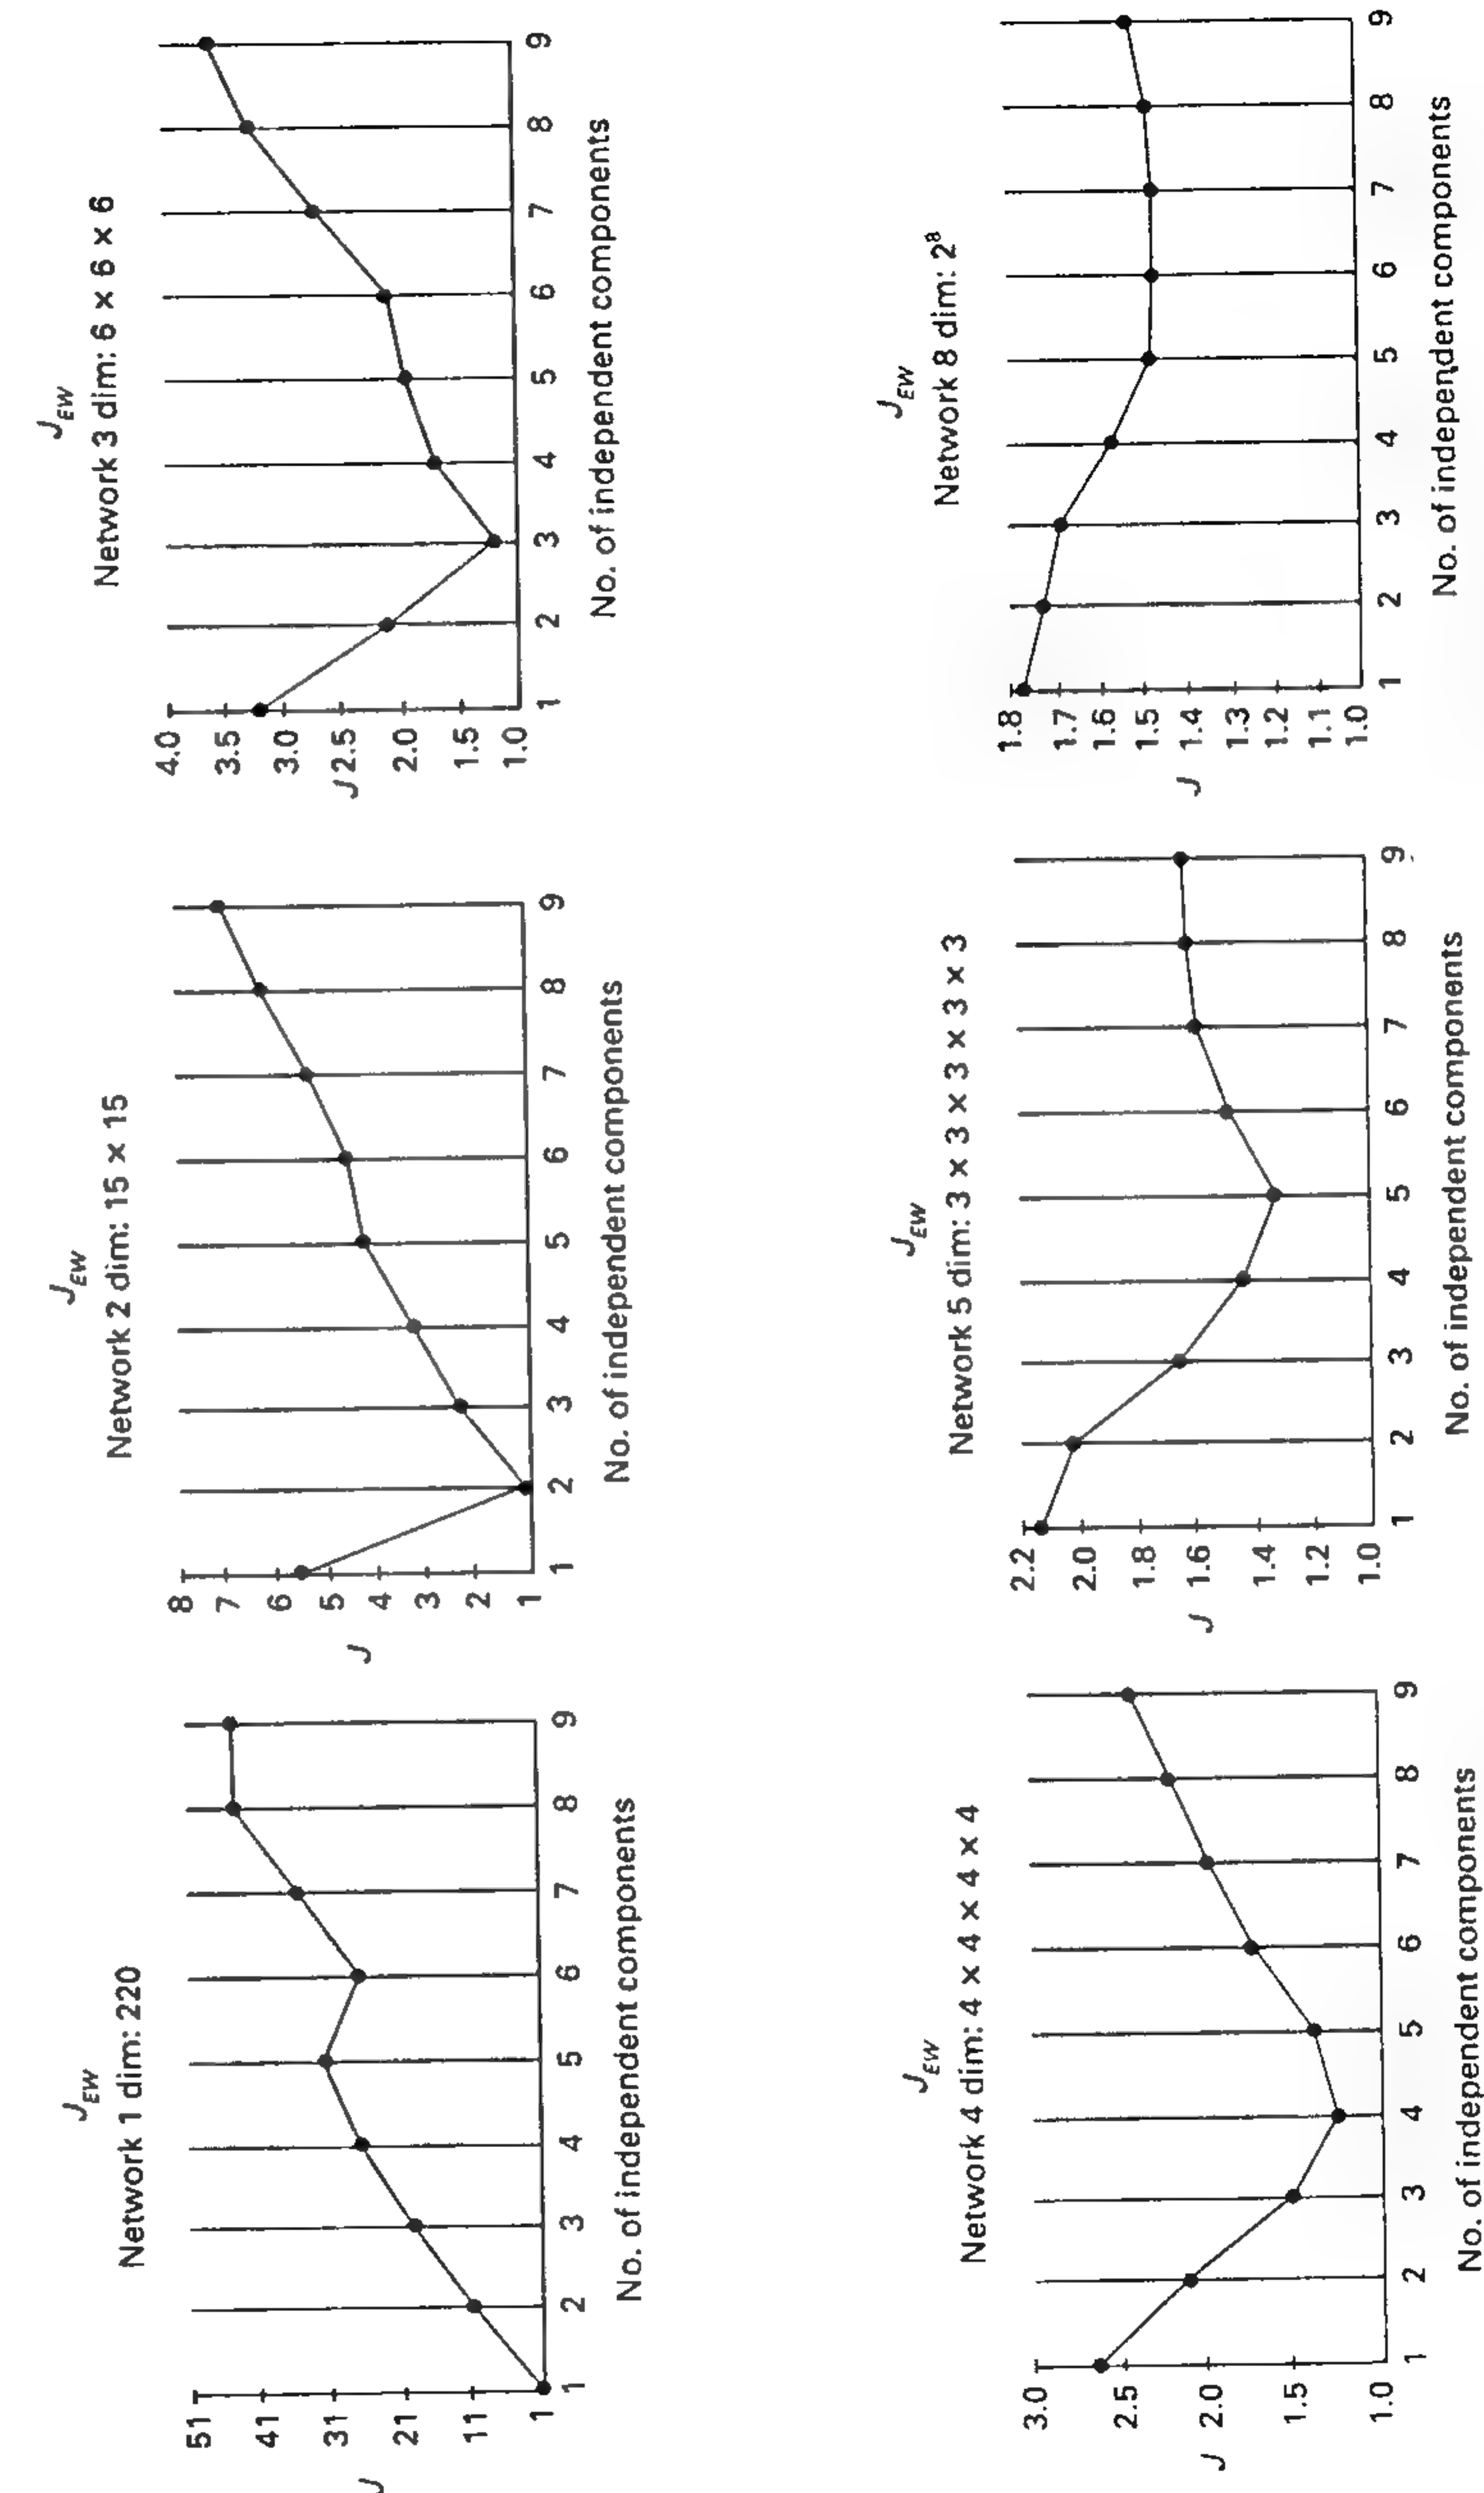 J_EW
Network 1 dim: 220
51
41
31
21
11
1
J
1 2 3 4 5 6 7 8 9
No. of independent components
J_EW
Network 2 dim: 15 × 15
8
7
6
5
4
3
2
1
J
1 2 3 4 5 6 7 8 9
No. of independent components
J_EW
Network 3 dim: 6 × 6 × 6
4.0
3.5
3.0
J 2.5
2.0
1.5
1.0
1 2 3 4 5 6 7 8 9
No. of independent components
J_EW
Network 4 dim: 4 × 4 × 4 × 4
3.0
2.5
J 2.0
1.5
1.0
1 2 3 4 5 6 7 8 9
No. of independent components
J_EW
Network 5 dim: 3 × 3 × 3 × 3 × 3
2.2
2.0
1.8
J 1.6
1.4
1.2
1.0
1 2 3 4 5 6 7 8 9
No. of independent components
J_EW
Network 8 dim: 2⁸
1.8
1.7
1.6
1.5
J 1.4
1.3
1.2
1.1
1.0
1 2 3 4 5 6 7 8 9
No. of independent components